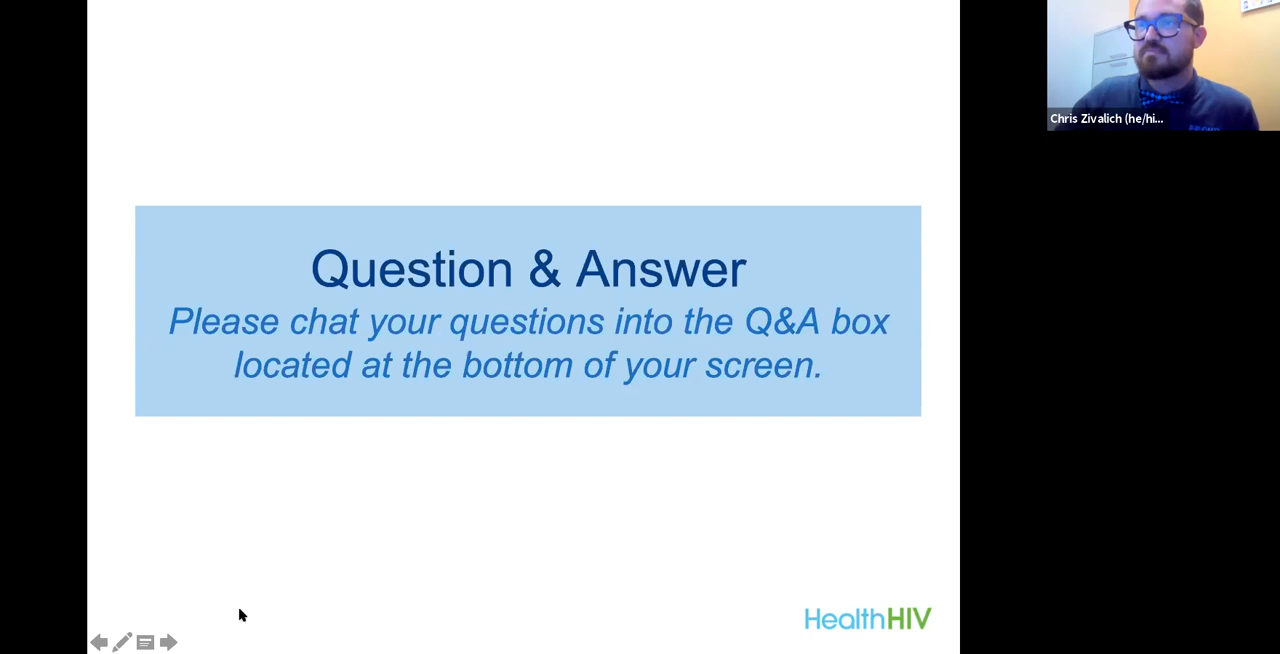 Chris Zivalich (he/hi...
Question & Answer
Please chat your questions into the Q&A box
located at the bottom of your screen.
HealthHIV